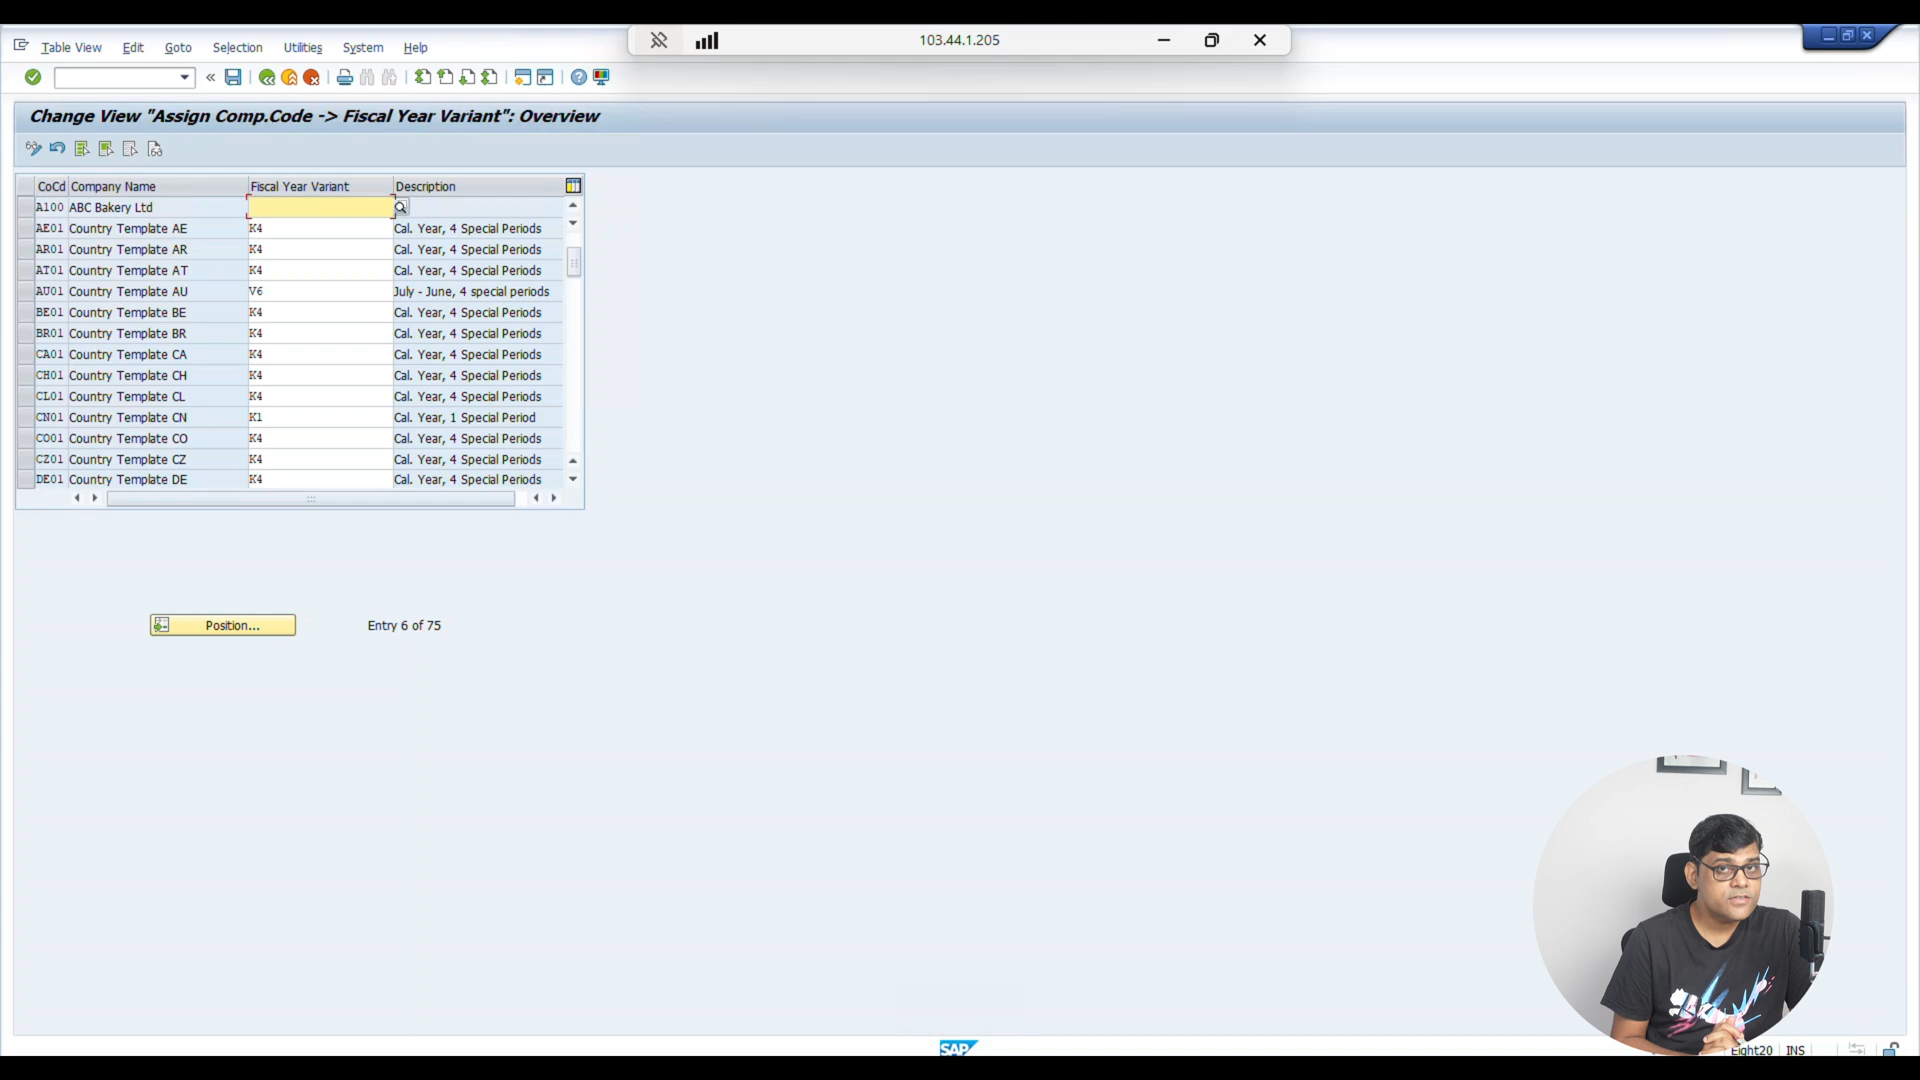 103.44.1.205
Table View Edit Goto Selection Utilities System Help
Change View "Assign Comp.Code -> Fiscal Year Variant": Overview
CoCd Company Name Fiscal Year Variant Description
A100 ABC Bakery Ltd
AE01 Country Template AE K4 Cal. Year, 4 Special Periods
AR01 Country Template AR K4 Cal. Year, 4 Special Periods
AT01 Country Template AT K4 Cal. Year, 4 Special Periods
AU01 Country Template AU V6 July - June, 4 special periods
BE01 Country Template BE K4 Cal. Year, 4 Special Periods
BR01 Country Template BR K4 Cal. Year, 4 Special Periods
CA01 Country Template CA K4 Cal. Year, 4 Special Periods
CH01 Country Template CH K4 Cal. Year, 4 Special Periods
CL01 Country Template CL K4 Cal. Year, 4 Special Periods
CN01 Country Template CN K1 Cal. Year, 1 Special Period
CO01 Country Template CO K4 Cal. Year, 4 Special Periods
CZ01 Country Template CZ K4 Cal. Year, 4 Special Periods
DE01 Country Template DE K4 Cal. Year, 4 Special Periods
Position... Entry 6 of 75
SAP
Eight20 INS